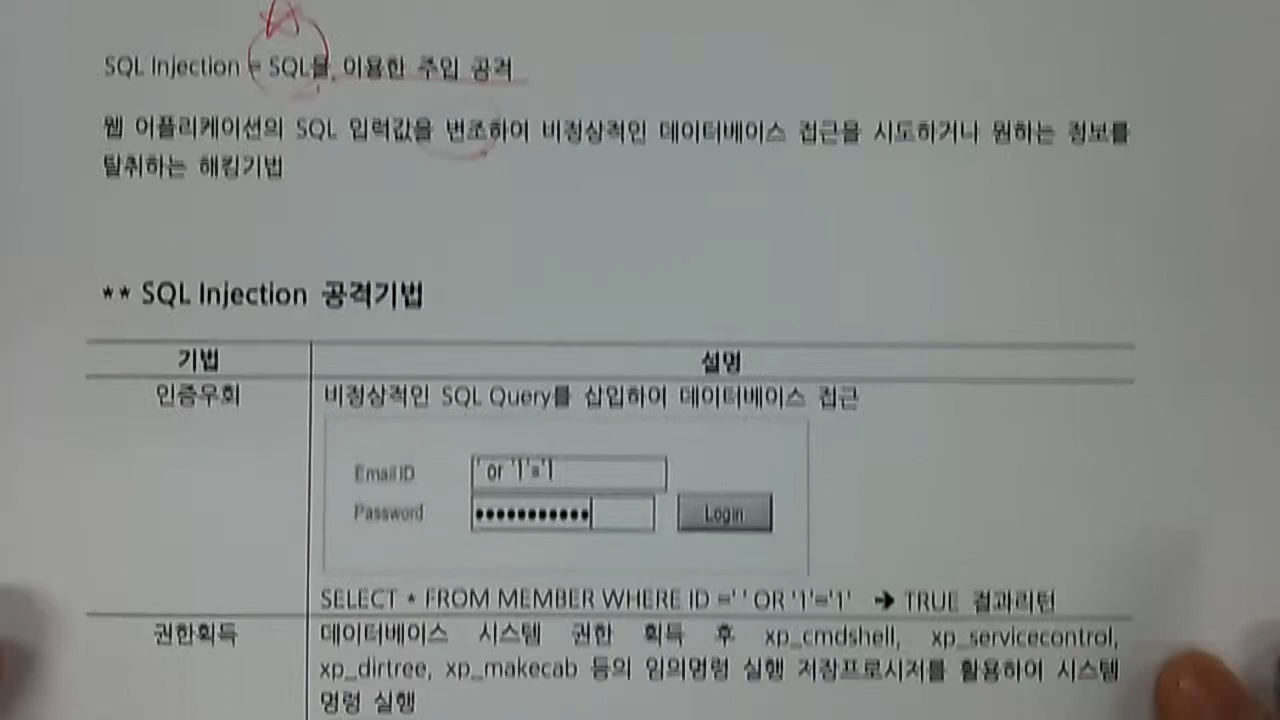 SQL Injection = SQL을 이용한 주입 공격
웹 어플리케이션의 SQL 입력값을 변조하여 비정상적인 데이터베이스 접근을 시도하거나 원하는 정보를
탈취하는 해킹기법
** SQL Injection 공격기법
기법 설명
인증우회 비정상적인 SQL Query를 삽입하여 데이터베이스 접근
Email ID ' or '1'='1
Password •••••••••••• Login
SELECT * FROM MEMBER WHERE ID =' ' OR '1'='1' ➔ TRUE 결과리턴
권한획득 데이터베이스 시스템 권한 획득 후 xp_cmdshell, xp_servicecontrol,
xp_dirtree, xp_makecab 등의 임의명령 실행 저장프로시저를 활용하여 시스템
명령 실행